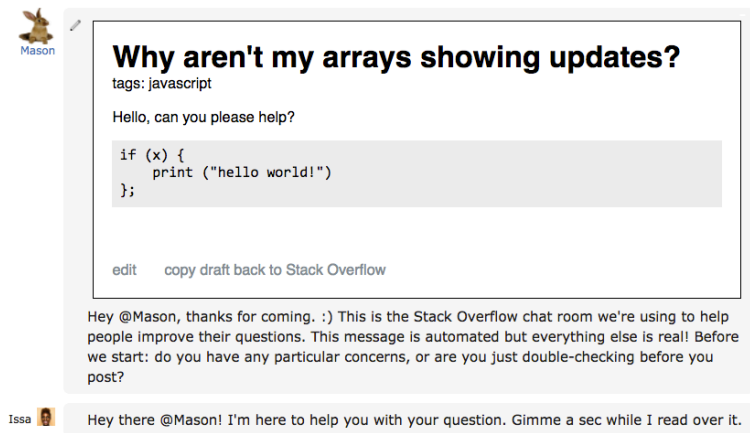 Mason
Why aren't my arrays showing updates?
tags: javascript
Hello, can you please help?
if (x) {
    print ("hello world!")
};
edit copy draft back to Stack Overflow
Hey @Mason, thanks for coming. :) This is the Stack Overflow chat room we're using to help
people improve their questions. This message is automated but everything else is real! Before
we start: do you have any particular concerns, or are you just double-checking before you
post?
Issa Hey there @Mason! I'm here to help you with your question. Gimme a sec while I read over it.